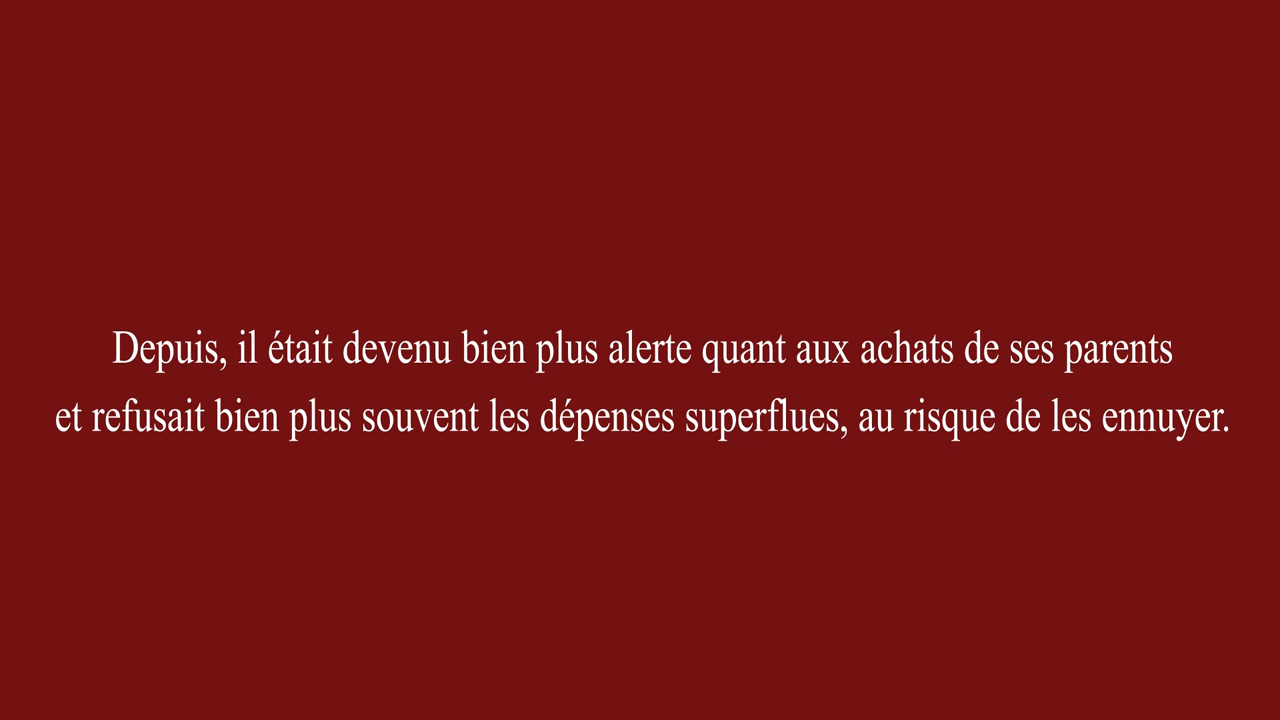 Depuis, il était devenu bien plus alerte quant aux achats de ses parents
et refusait bien plus souvent les dépenses superflues, au risque de les ennuyer.